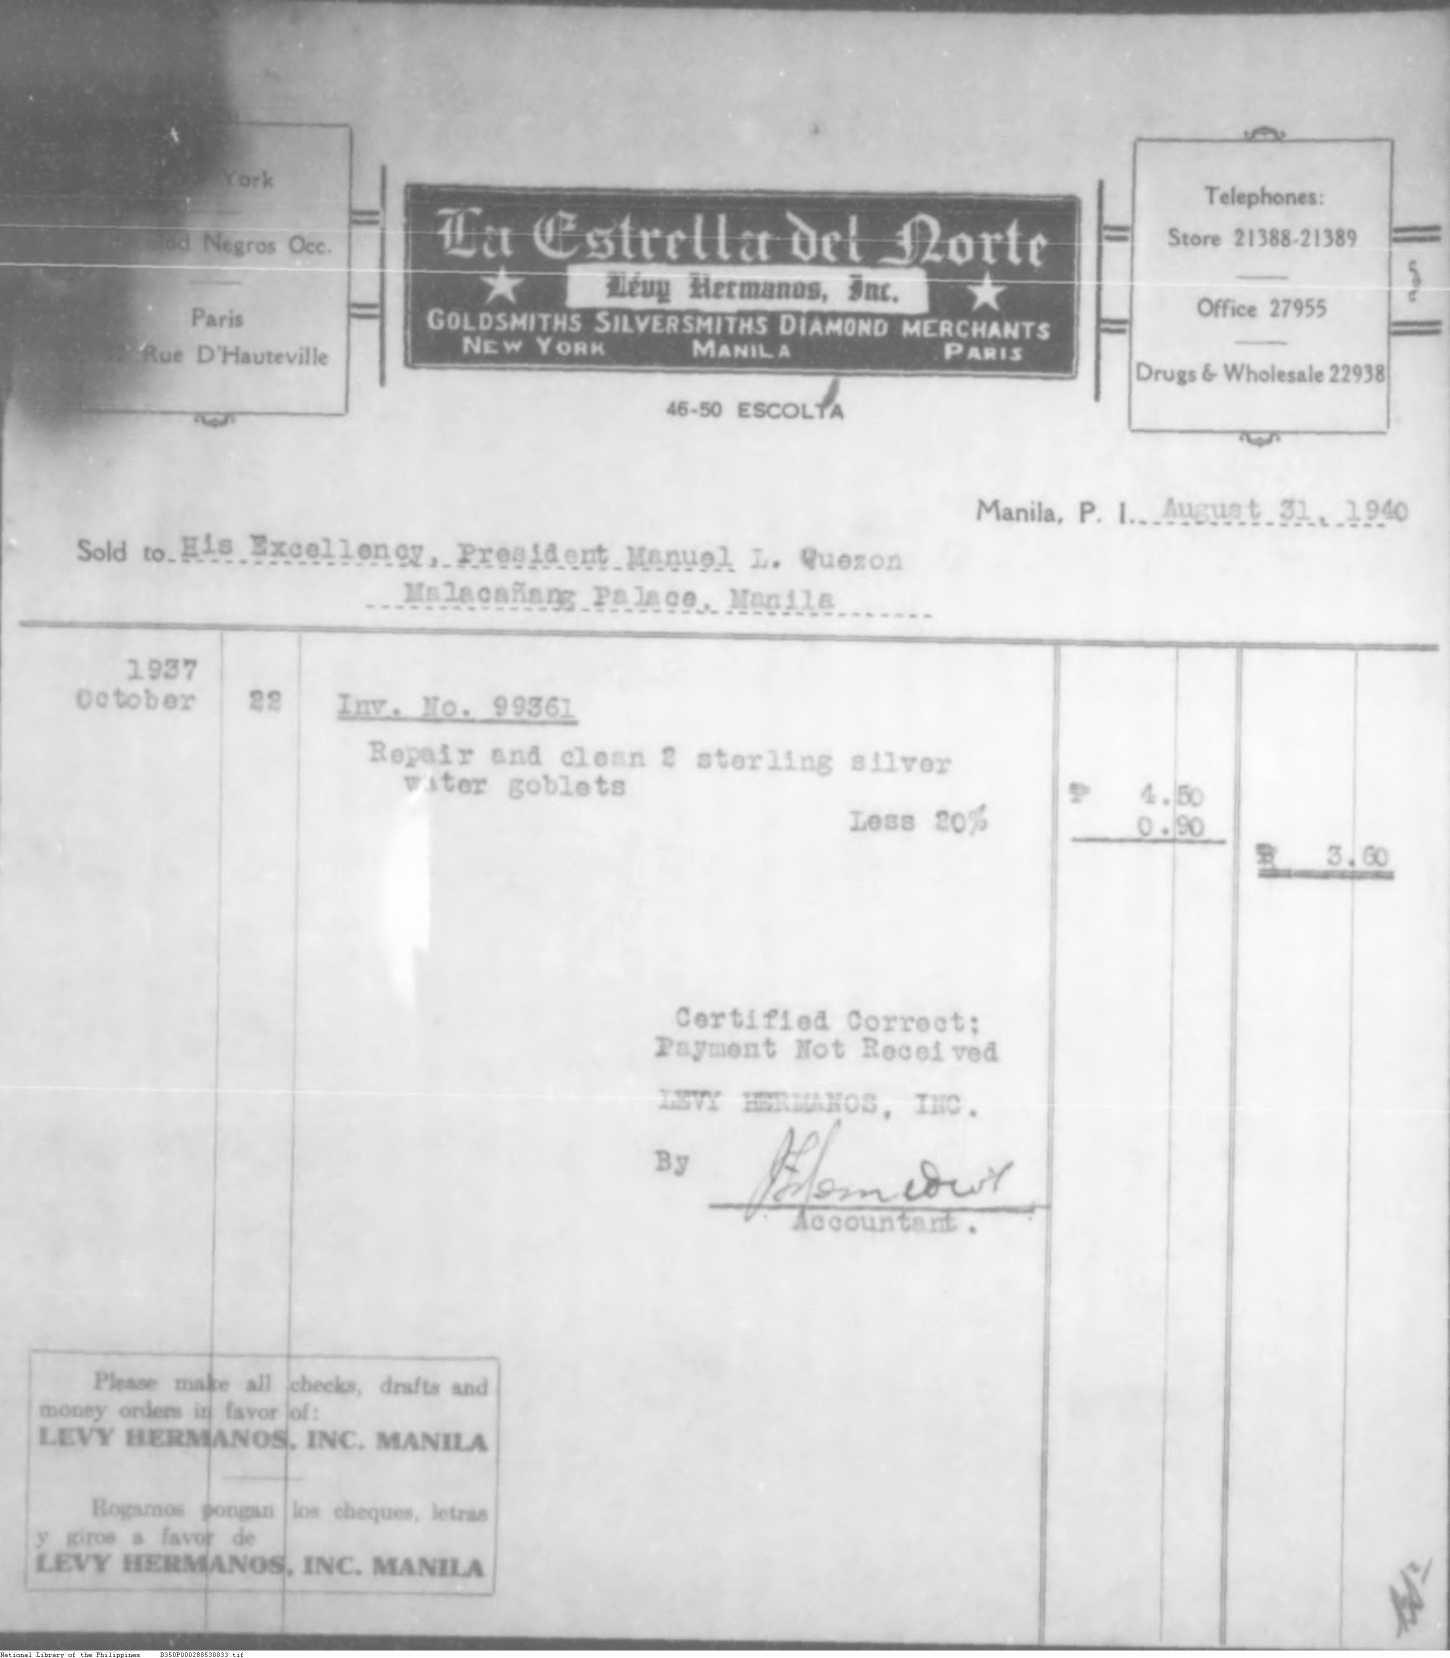 York
Negros Occ.
Paris
Rue D'Hauteville
La Estrella del Norte
Lévy Hermanos, Inc.
GOLDSMITHS SILVERSMITHS DIAMOND MERCHANTS
NEW YORK MANILA PARIS
46-50 ESCOLTA
Telephones:
Store 21388-21389
Office 27955
Drugs & Wholesale 22938
Manila, P. I. August 31, 1940
Sold to His Excellency, President Manuel L. Quezon
Malacañang Palace, Manila
1937
October 22 Inv. No. 99361
Repair and clean 2 sterling silver
water goblets ₱ 4.50
Less 20% 0.90
₱ 3.60
Certified Correct;
Payment Not Received
LEVY HERMANOS, INC.
By
Accountant.
Please make all checks, drafts and
money orders in favor of:
LEVY HERMANOS, INC. MANILA
Rogamos pongan los cheques, letras
y giros a favor de
LEVY HERMANOS, INC. MANILA
National Library of the Philippines